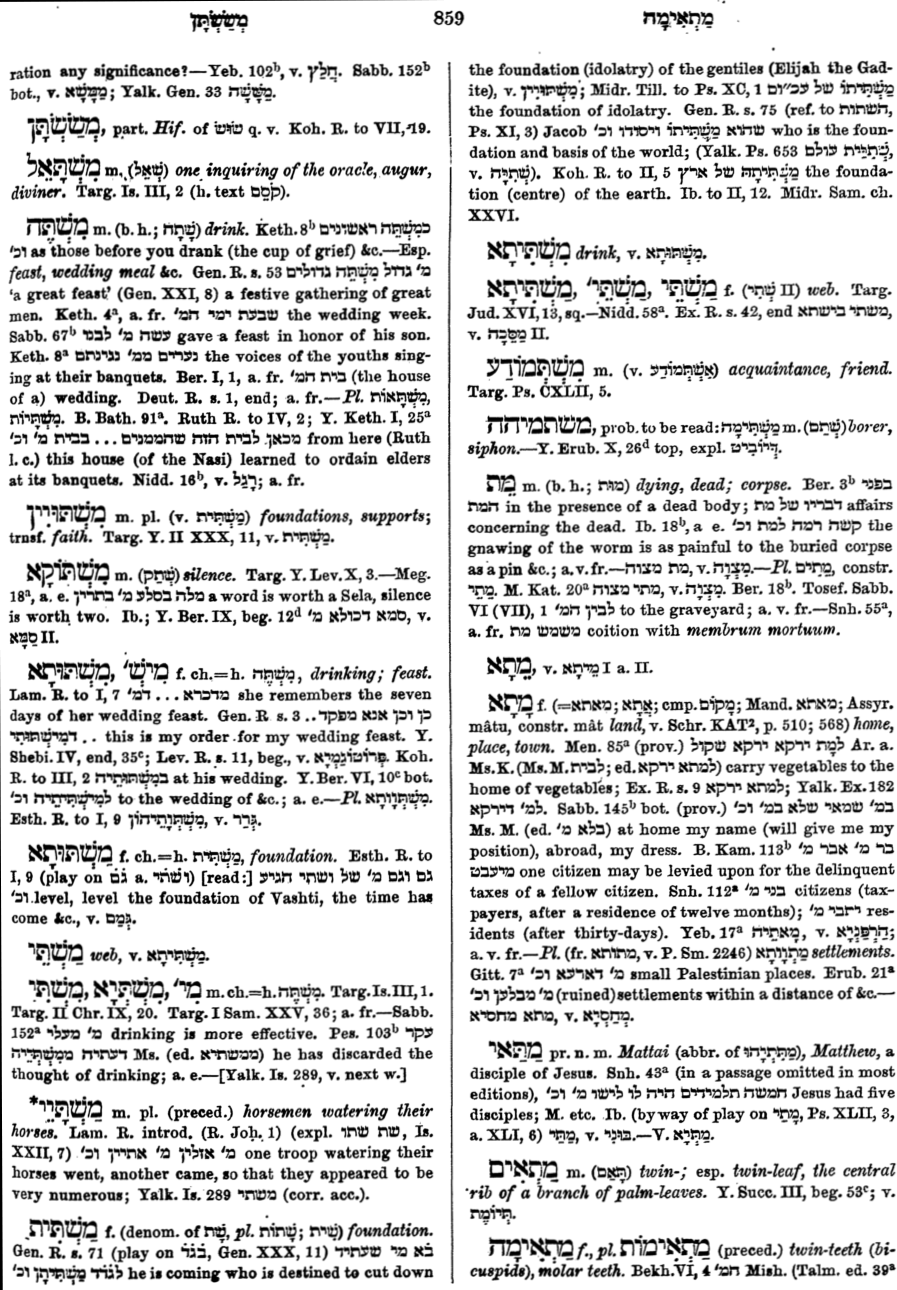 מְשַׂשְׂתָּן 859 מַתְאִימָה
ration any significance?—Yeb. 102ᵇ, v. חָלַץ. Sabb. 152ᵇ
bot., v. מַמָּשָׁא; Yalk. Gen. 33 מַשָּׁשָׁה.
מְשַׂשְׂתָּן, part. Hif. of שׂוּשׂ q. v. Koh. R. to VII, 19.
מִשְׁתָּאֵל m. (שָׁאַל) one inquiring of the oracle, augur,
diviner. Targ. Is. III, 2 (h. text קֹסֵם).
מִשְׁתֶּה m. (b. h.; שָׁתָה) drink. Keth. 8ᵇ כמִשְׁתֵּה ראשונים
וכ׳ as those before you drank (the cup of grief) &c.—Esp.
feast, wedding meal &c. Gen. R. s. 53 מ׳ גדול מִשְׁתֵּה גדולים
'a great feast' (Gen. XXI, 8) a festive gathering of great
men. Keth. 4ᵃ, a. fr. שבעת ימי המ׳ the wedding week.
Sabb. 67ᵇ עשה מ׳ לבנו gave a feast in honor of his son.
Keth. 8ᵃ נערים ממ׳ נגינתם the voices of the youths sing-
ing at their banquets. Ber. I, 1, a. fr. בית המ׳ (the house
of a) wedding. Deut. R. s. 1, end; a. fr.—Pl. מִשְׁתָּאוֹת,
מִשְׁתָּיוֹת. B. Bath. 91ᵃ. Ruth R. to IV, 2; Y. Keth. I, 25ᵃ
מכאן לבית הזה שהממנים ... בבית מ׳ וכ׳ from here (Ruth
l. c.) this house (of the Nasi) learned to ordain elders
at its banquets. Nidd. 16ᵇ, v. רֶגֶל; a. fr.
מִשְׁתּוּוִין m. pl. (v. מַשְׁתִּית) foundations, supports;
trnsf. faith. Targ. Y. II XXX, 11, v. מַשְׁתִּית.
מִשְׁתּוֹקָא m. (שָׁתַק) silence. Targ. Y. Lev. X, 3.—Meg.
18ᵃ, a. e. מלה בסלע מ׳ בתרין a word is worth a Sela, silence
is worth two. Ib.; Y. Ber. IX, beg. 12ᵈ סמא דכולא מ׳, v.
סַמָּא II.
מִשְׁתּוּתָא, מִישְׁ׳ f. ch.=h. מִשְׁתֶּה, drinking; feast.
Lam. R. to I, 7 מדכרא ... דמ׳ she remembers the seven
days of her wedding feast. Gen. R s. 3 כן וכן אנא מפקד..
דמִישְׁתּוּתִי .. this is my order for my wedding feast. Y.
Shebi. IV, end, 35ᶜ; Lev. R. s. 11, beg., v. פְּרוֹטוֹגַמְיָא. Koh.
R. to III, 2 במִשְׁתּוּתֵיהּ at his wedding. Y. Ber. VI, 10ᶜ bot.
למִישְׁתִּיתֵיהּ וכ׳ to the wedding of &c.; a. e.—Pl. מִשְׁתְּוָותָא.
Esth. R. to I, 9 מִשְׁתְּוָותֵיהוֹן, v. גְּרַר.
מַשְׁתּוּתָא f. ch.=h. מַשְׁתִּית, foundation. Esth. R. to
I, 9 (play on גַּם a. וַשְׁתִּי) [read:] גם וגם מ׳ של ושתי הגיע
וכ׳ level, level the foundation of Vashti, the time has
come &c., v. גָּמַם.
מַשְׁתֵּי web, v. מַשְׁתִּיתָא.
מִשְׁתֵּי, מִשְׁתְּיָא, מִי׳ m. ch.=h. מִשְׁתֶּה. Targ. Is. III, 1.
Targ. II Chr. IX, 20. Targ. I Sam. XXV, 36; a. fr.—Sabb.
152ᵃ מ׳ מעלי drinking is more effective. Pes. 103ᵇ עקר
דעתיה ממִשְׁתְּיֵיה Ms. (ed. ממשתיא) he has discarded the
thought of drinking; a. e.—[Yalk. Is. 289, v. next w.]
*מַשְׁתְּיֵי m. pl. (preced.) horsemen watering their
horses. Lam. R. introd. (R. Joh. 1) (expl. שת שתו, Is.
XXII, 7) מ׳ אזלין מ׳ אתיין וכ׳ one troop watering their
horses went, another came, so that they appeared to be
very numerous; Yalk. Is. 289 משתי (corr. acc.).
מַשְׁתִּית f. (denom. of שֵׁת, pl. שָׁתוֹת; שִׁית) foundation.
Gen. R. s. 71 (play on בגד, Gen. XXX, 11) בא מי שעתיד
לגוד מַשְׁתִּיתָן וכ׳ he is coming who is destined to cut down
the foundation (idolatry) of the gentiles (Elijah the Gad-
ite), v. מִשְׁתּוּוִין; Midr. Till. to Ps. XC, 1 מַשְׁתִּיתוֹ של עכו״ם
the foundation of idolatry. Gen. R. s. 75 (ref. to השתות,
Ps. XI, 3) Jacob שהוא מַשְׁתִּיתוֹ ויסודו וכ׳ who is the foun-
dation and basis of the world; (Yalk. Ps. 653 שְׁתִיַּית עולם,
v. שְׁתִיָּה). Koh. R. to II, 5 מַשְׁתִּיתָהּ של ארץ the founda-
tion (centre) of the earth. Ib. to II, 12. Midr. Sam. ch.
XXVI.
מִשְׁתִּיתָא drink, v. מִשְׁתּוּתָא.
מַשְׁתֵּי, מַשְׁתֵּי׳, מַשְׁתִּיתָא f. (שְׁתִי II) web. Targ.
Jud. XVI, 13, sq.—Nidd. 58ᵃ. Ex. R. s. 42, end משתי בישתא,
v. מַסֵּכָה II.
מִשְׁתְּמוֹדַע m. (v. אִשְׁתְּמוֹדַע) acquaintance, friend.
Targ. Ps. CXLII, 5.
משתמיהה, prob. to be read: מַשְׁתִּימָה m. (שָׁתַם) borer,
siphon.—Y. Erub. X, 26ᵈ top, expl. דְּיוֹבֵיט.
מֵת m. (b. h.; מוּת) dying, dead; corpse. Ber. 3ᵇ בפני
המת in the presence of a dead body; דבריו של מת affairs
concerning the dead. Ib. 18ᵇ, a e. קשה רמה למת וכ׳ the
gnawing of the worm is as painful to the buried corpse
as a pin &c.; a. v. fr.—מת מצוה, v. מִצְוָה.—Pl. מֵתִים, constr.
מֵתֵי. M. Kat. 20ᵃ מתי מצוה, v. מִצְוָה. Ber. 18ᵇ. Tosef. Sabb.
VI (VII), 1 לבין המ׳ to the graveyard; a. v. fr.—Snh. 55ᵃ,
a. fr. משמש מת coition with membrum mortuum.
מֵתָא, v. מֵידָּתָא I a. II.
מָתָא f. (=מאתא; אֲתָא; cmp. מָקוֹם; Mand. מאתא; Assyr.
mâtu, constr. mât land, v. Schr. KAT², p. 510; 568) home,
place, town. Men. 85ᵃ (prov.) למָת ירקא ירקא שקול Ar. a.
Ms. K. (Ms. M. לבית; ed. למתא ירקא) carry vegetables to the
home of vegetables; Ex. R. s. 9 למתא ירקא; Yalk. Ex. 182
למ׳ דירקא. Sabb. 145ᵇ bot. (prov.) במ׳ שמאי שלא במ׳ וכ׳
Ms. M. (ed. בלא מ׳) at home my name (will give me my
position), abroad, my dress. B. Kam. 113ᵇ בר מ׳ אבר מ׳
מיעבט one citizen may be levied upon for the delinquent
taxes of a fellow citizen. Snh. 112ᵃ בני מ׳ citizens (tax-
payers, after a residence of twelve months); יתבי מ׳ res-
idents (after thirty-days). Yeb. 17ᵃ מָאתֵיהּ, v. הַרְפַּנְיָא;
a. v. fr.—Pl. (fr. מתותא, v. P. Sm. 2246) מַתְוָותָא settlements.
Gitt. 7ᵃ מ׳ דארעא וכ׳ small Palestinian places. Erub. 21ᵃ
מ׳ מבלען וכ׳ (ruined) settlements within a distance of &c.—
מתא מחסיא, v. מַחְסְיָא.
מַתַּאי pr. n. m. Mattai (abbr. of מַתִּתְיָהוּ), Matthew, a
disciple of Jesus. Snh. 43ᵃ (in a passage omitted in most
editions), חמשה תלמידים היה לו לישו מ׳ וכ׳ Jesus had five
disciples; M. etc. Ib. (by way of play on מָתַי, Ps. XLII, 3,
a. XLI, 6) מַתַּי, v. בּוּנַי.—V. מַתְּיָא.
מַתְאִים m. (תָּאַם) twin-; esp. twin-leaf, the central
rib of a branch of palm-leaves. Y. Succ. III, beg. 53ᶜ; v.
תְּיוֹמֶת.
מַתְאִימָה f., pl. מַתְאִימוֹת (preced.) twin-teeth (bi-
cuspids), molar teeth. Bekh. VI, 4 המ׳ Mish. (Talm. ed. 39ᵃ